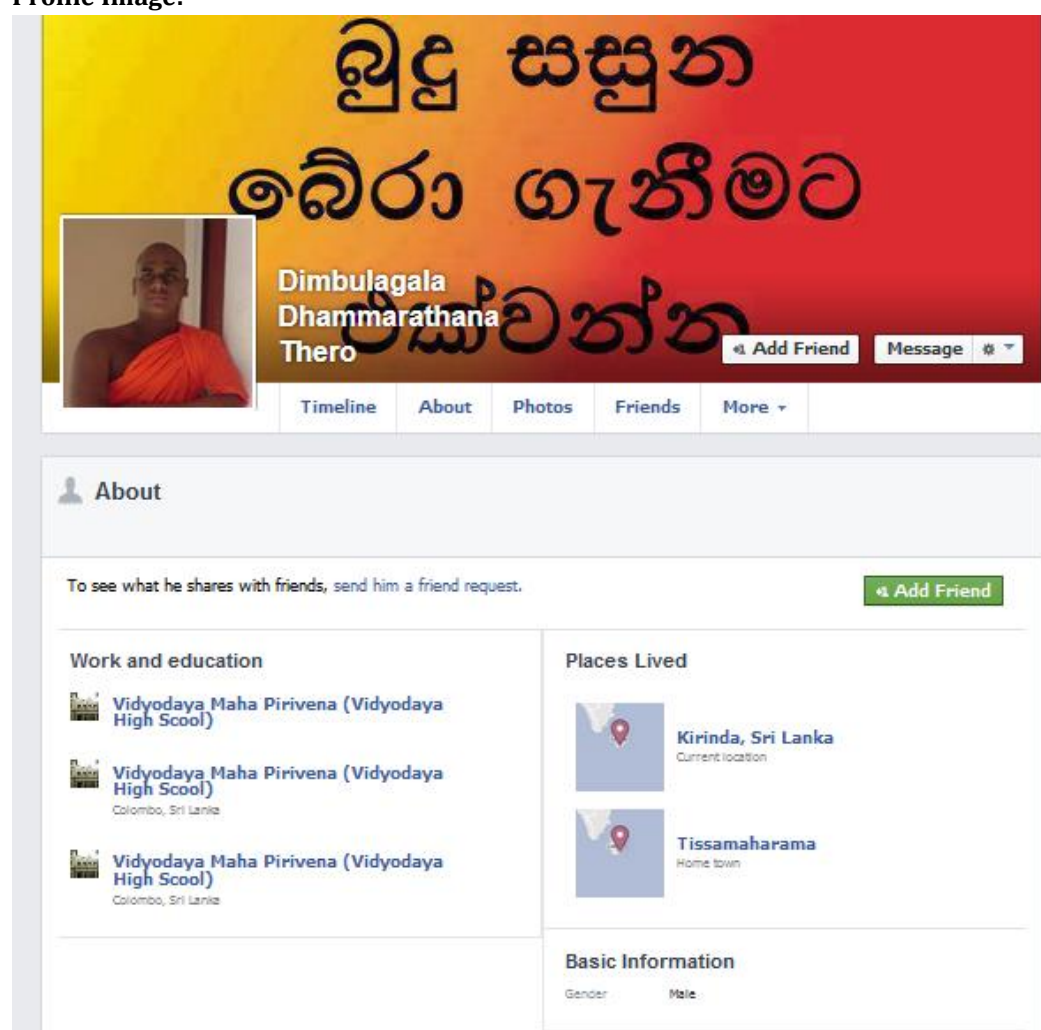 Profile Image:
බුදු සසුන
බේරා ගැනීමට
එක්වන්න
Dimbulagala
Dhammarathana
Thero
Add Friend
Message
Timeline
About
Photos
Friends
More
About
To see what he shares with friends, send him a friend request.
Add Friend
Work and education
Vidyodaya Maha Pirivena (Vidyodaya
High Scool)
Vidyodaya Maha Pirivena (Vidyodaya
High Scool)
Colombo, Sri Lanka
Vidyodaya Maha Pirivena (Vidyodaya
High Scool)
Colombo, Sri Lanka
Places Lived
Kirinda, Sri Lanka
Current location
Tissamaharama
Home town
Basic Information
Gender Male